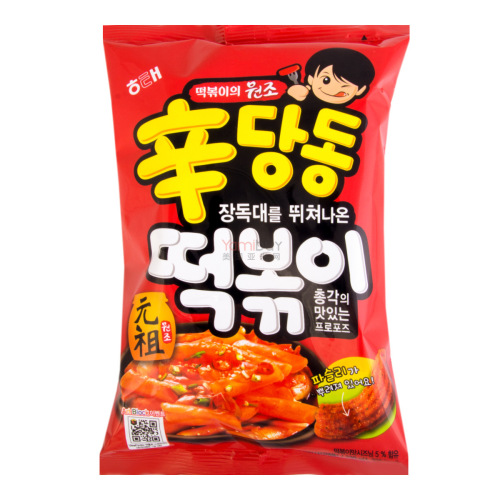 해태
떡볶이의 원조
辛당동
장독대를 뛰쳐나온
Yamibuy
떡볶이
총각의
맛있는
프로포즈
元祖
원조
파슬리가
뿌려져 있어요!